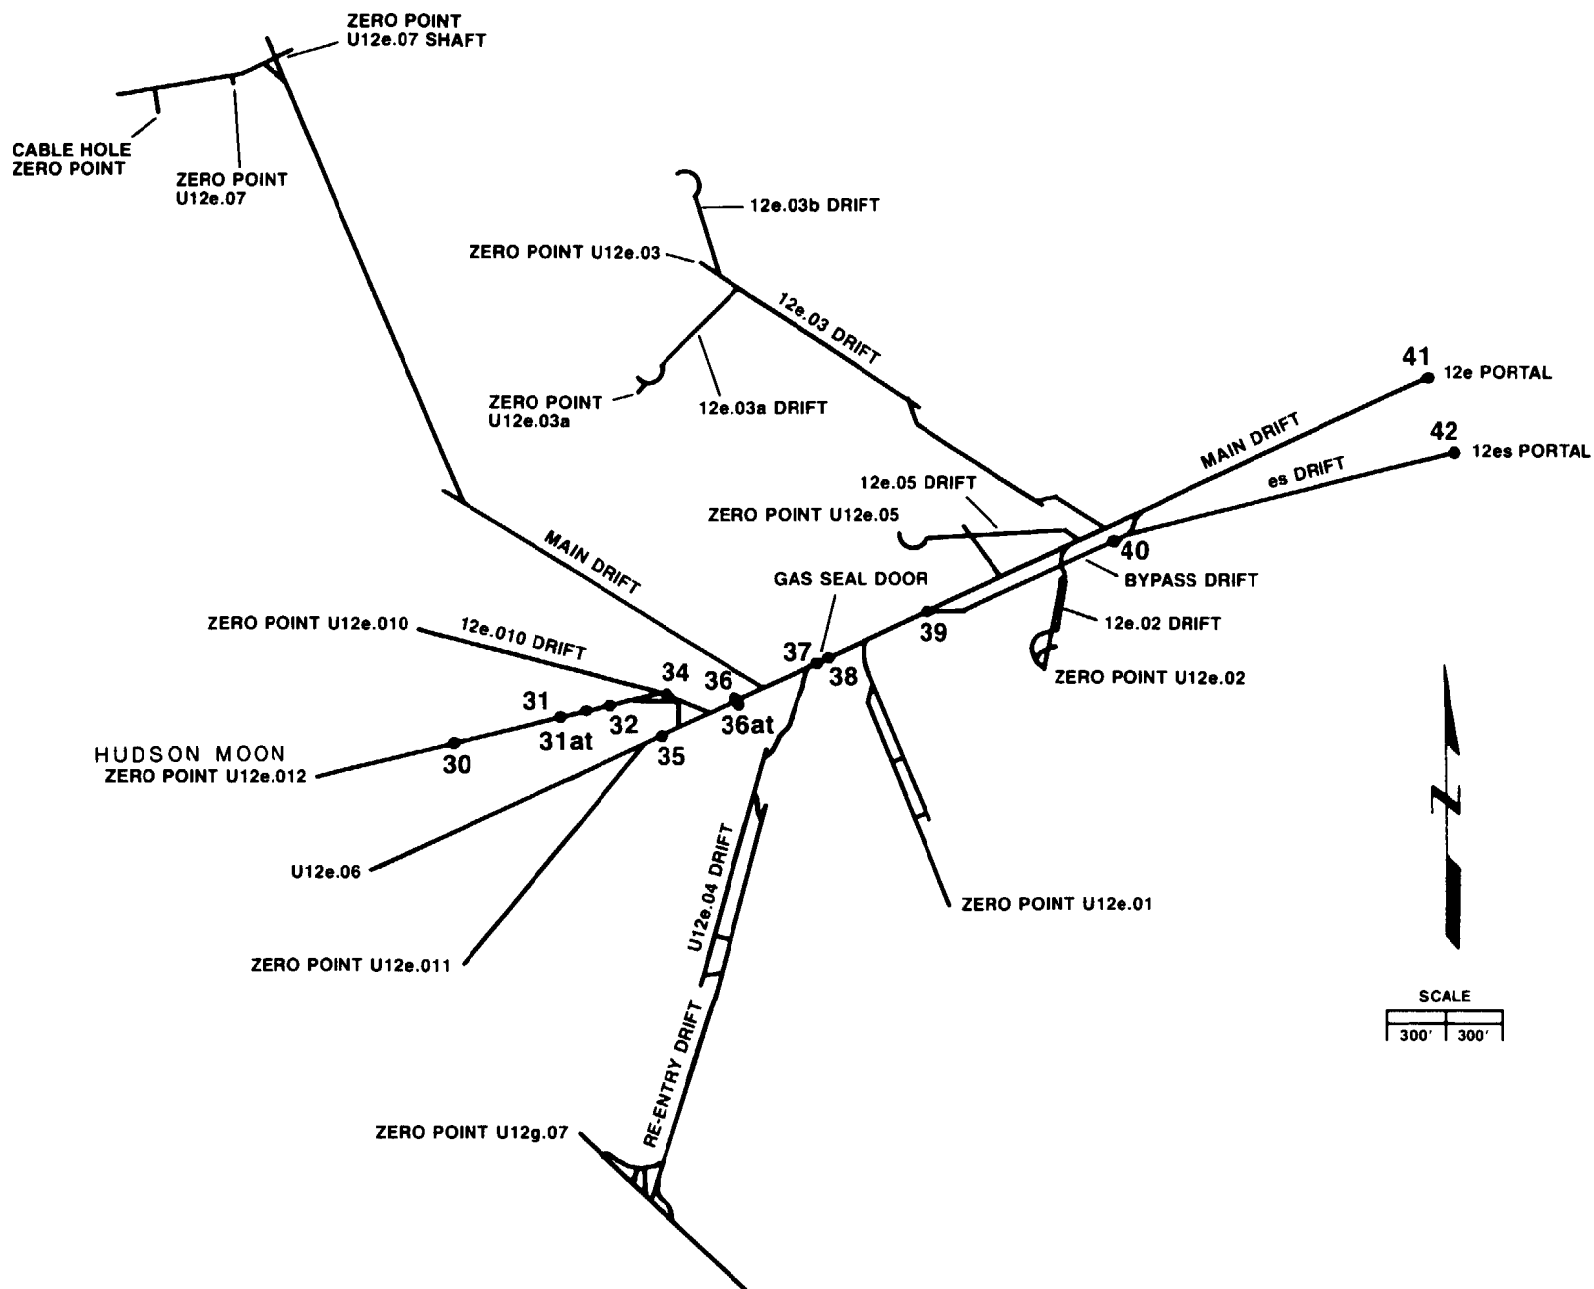 ZERO POINT
U12e.07 SHAFT
CABLE HOLE
ZERO POINT
ZERO POINT
U12e.07
12e.03b DRIFT
ZERO POINT U12e.03
12e.03 DRIFT
ZERO POINT
U12e.03a
12e.03a DRIFT
41
12e PORTAL
MAIN DRIFT
42
12es PORTAL
es DRIFT
12e.05 DRIFT
ZERO POINT U12e.05
40
MAIN DRIFT
GAS SEAL DOOR
BYPASS DRIFT
ZERO POINT U12e.010
12e.010 DRIFT
39
12e.02 DRIFT
37
38
ZERO POINT U12e.02
34
36
36at
31
32
31at
35
30
HUDSON MOON
ZERO POINT U12e.012
U12e.06
U12e.04 DRIFT
ZERO POINT U12e.01
ZERO POINT U12e.011
N
SCALE
300' 300'
RE-ENTRY DRIFT
ZERO POINT U12g.07